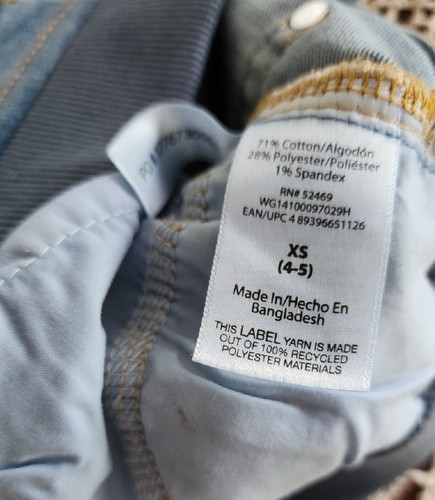 71% Cotton/Algodón
28% Polyester/Poliéster
1% Spandex
RN# 52469
WG14100097029H
EAN/UPC 4 89396651126
XS
(4-5)
Made In/Hecho En
Bangladesh
THIS LABEL YARN IS MADE
OUT OF 100% RECYCLED
POLYESTER MATERIALS
PO #